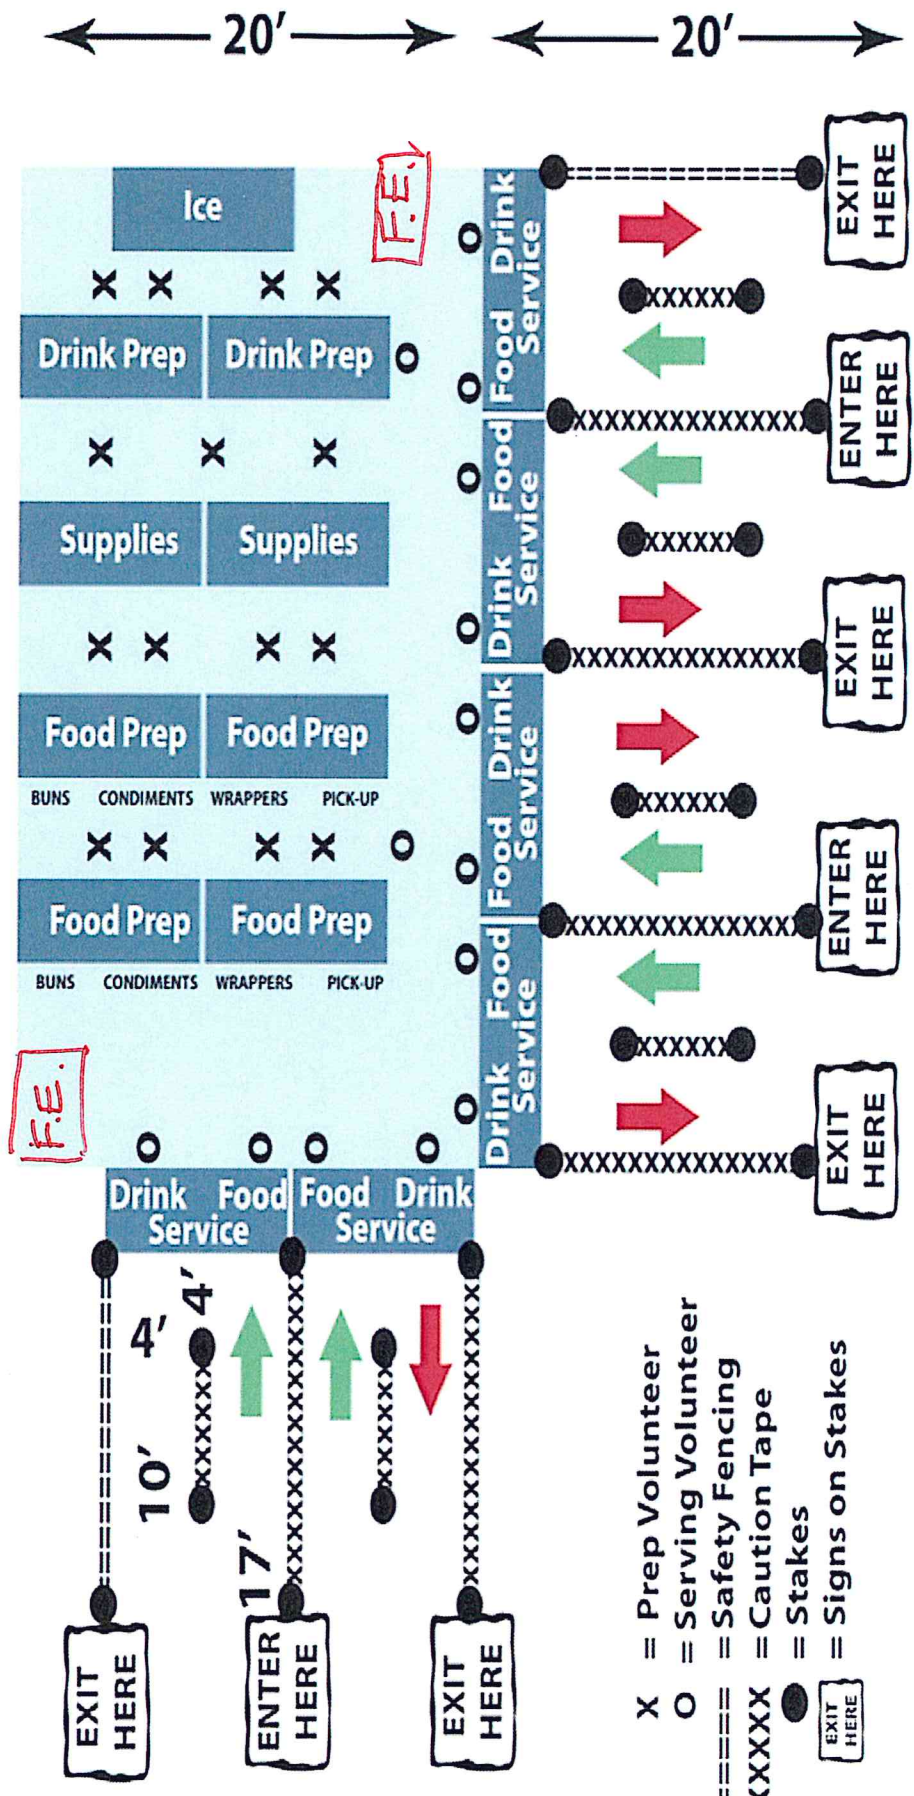 20' 20'
Ice
F.E.
Drink Prep Drink Prep
Supplies Supplies
Food Prep Food Prep
BUNS CONDIMENTS WRAPPERS PICK-UP
Food Prep Food Prep
BUNS CONDIMENTS WRAPPERS PICK-UP
F.E.
Food Drink
Service
Drink Food
Service
Food Drink
Service
Drink Food
Service
Drink Food
Service
Food Drink
Service
EXIT
HERE
ENTER
HERE
EXIT
HERE
ENTER
HERE
EXIT
HERE
4' 4'
10'
17'
EXIT
HERE
ENTER
HERE
EXIT
HERE
X = Prep Volunteer
O = Serving Volunteer
===== = Safety Fencing
XXXX = Caution Tape
= Stakes
EXIT
HERE
= Signs on Stakes